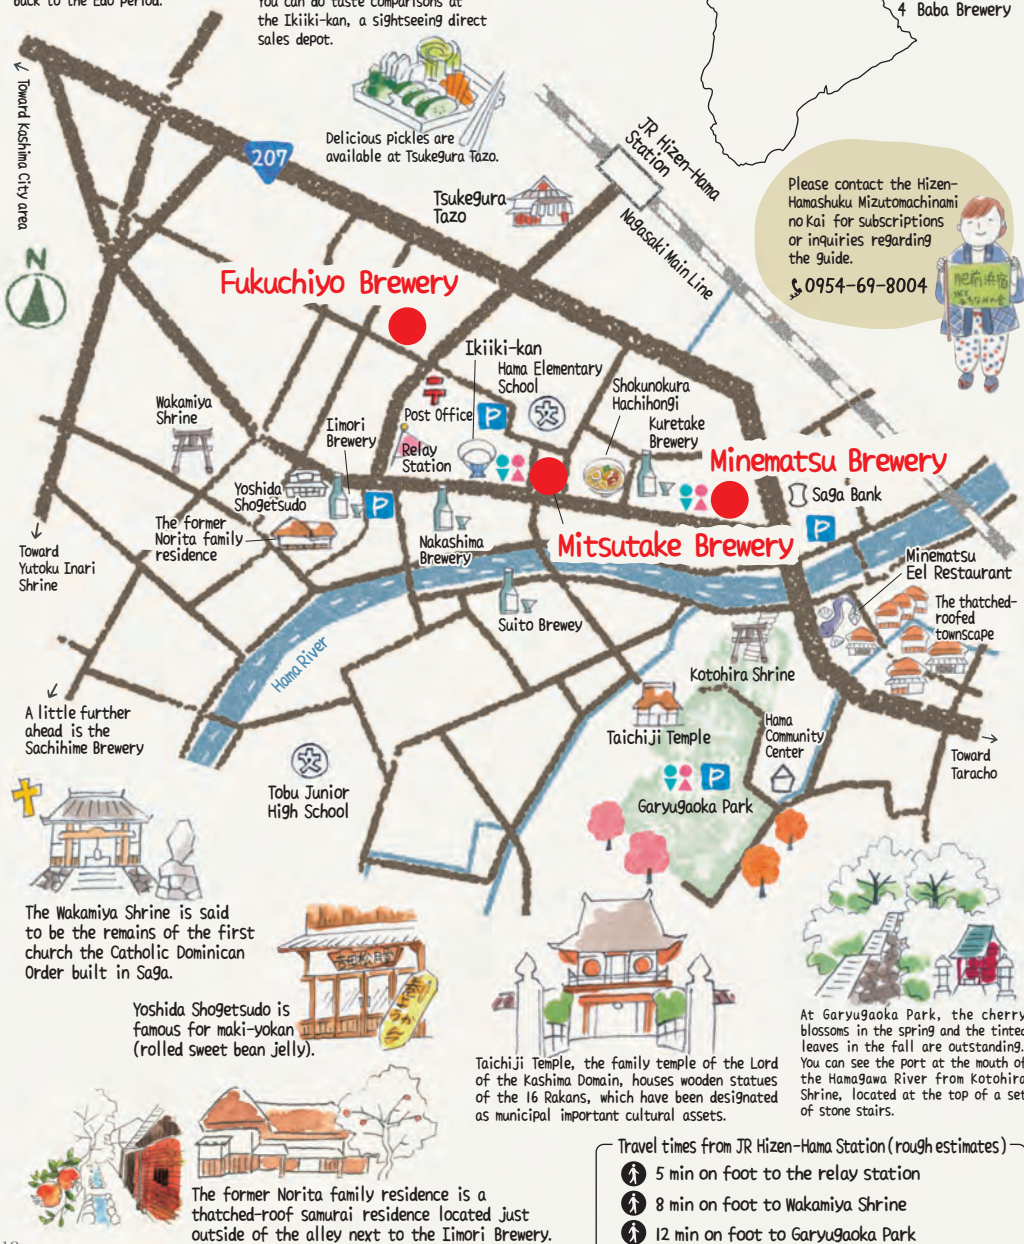 back to the Edo period.
You can do taste comparisons at
the Ikiiki-kan, a sightseeing direct
sales depot.
4 Baba Brewery
Toward Kashima City area
207
Delicious pickles are
available at Tsukegura Tazo.
JR Hizen-Hama
Station
Nagasaki Main Line
Tsukegura
Tazo
Please contact the Hizen-
Hamashuku Mizutomachinami
no Kai for subscriptions
or inquiries regarding
the guide.
0954-69-8004
肥前浜宿
N
Fukuchiyo Brewery
Ikiiki-kan
Hama Elementary
School
Shokunokura
Hachihongi
Kuretake
Brewery
Wakamiya
Shrine
Iimori
Brewery
Post Office
P
Relay
Station
Minematsu Brewery
Saga Bank
P
Yoshida
Shogetsudo
P
The former
Norita family
residence
Nakashima
Brewery
Mitsutake Brewery
Toward
Yutoku Inari
Shrine
Minematsu
Eel Restaurant
The thatched-
roofed
townscape
Suito Brewey
Hama River
Kotohira Shrine
A little further
ahead is the
Sachihime Brewery
Taichiji Temple
Hama
Community
Center
Toward
Taracho
Tobu Junior
High School
P
Garyugaoka Park
The Wakamiya Shrine is said
to be the remains of the first
church the Catholic Dominican
Order built in Saga.
吉田松月堂
Yoshida Shogetsudo is
famous for maki-yokan
(rolled sweet bean jelly).
Taichiji Temple, the family temple of the Lord
of the Kashima Domain, houses wooden statues
of the 16 Rakans, which have been designated
as municipal important cultural assets.
At Garyugaoka Park, the cherry
blossoms in the spring and the tinted
leaves in the fall are outstanding.
You can see the port at the mouth of
the Hamagawa River from Kotohira
Shrine, located at the top of a set
of stone stairs.
The former Norita family residence is a
thatched-roof samurai residence located just
outside of the alley next to the Iimori Brewery.
Travel times from JR Hizen-Hama Station (rough estimates)
5 min on foot to the relay station
8 min on foot to Wakamiya Shrine
12 min on foot to Garyugaoka Park